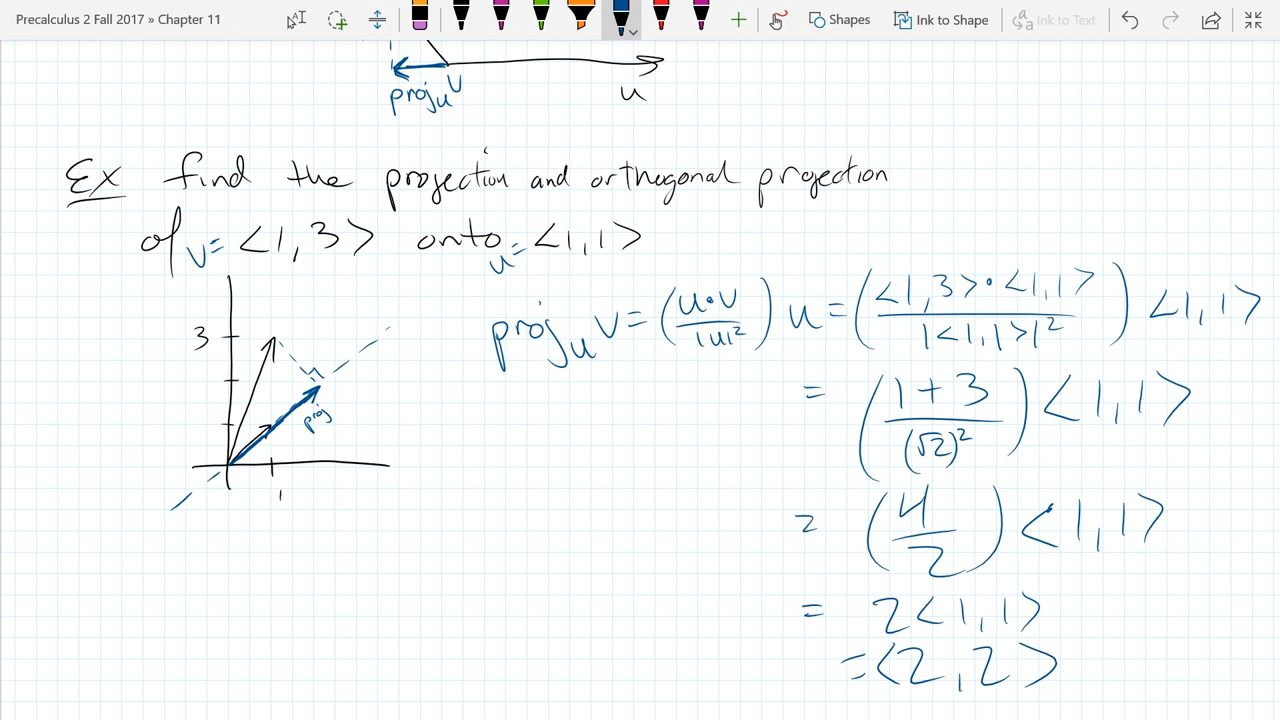 Precalculus 2 Fall 2017 » Chapter 11
Shapes
Ink to Shape
Ink to Text
proj_u v
u
Ex find the projection and orthogonal projection
of v= <1,3> onto u= <1,1>
3
proj
1
proj_u v = (u•v / |u|²) u = (<1,3>•<1,1> / |<1,1>|²) <1,1>
= (1+3 / (√2)²) <1,1>
= (4 / 2) <1,1>
= 2<1,1>
= <2,2>